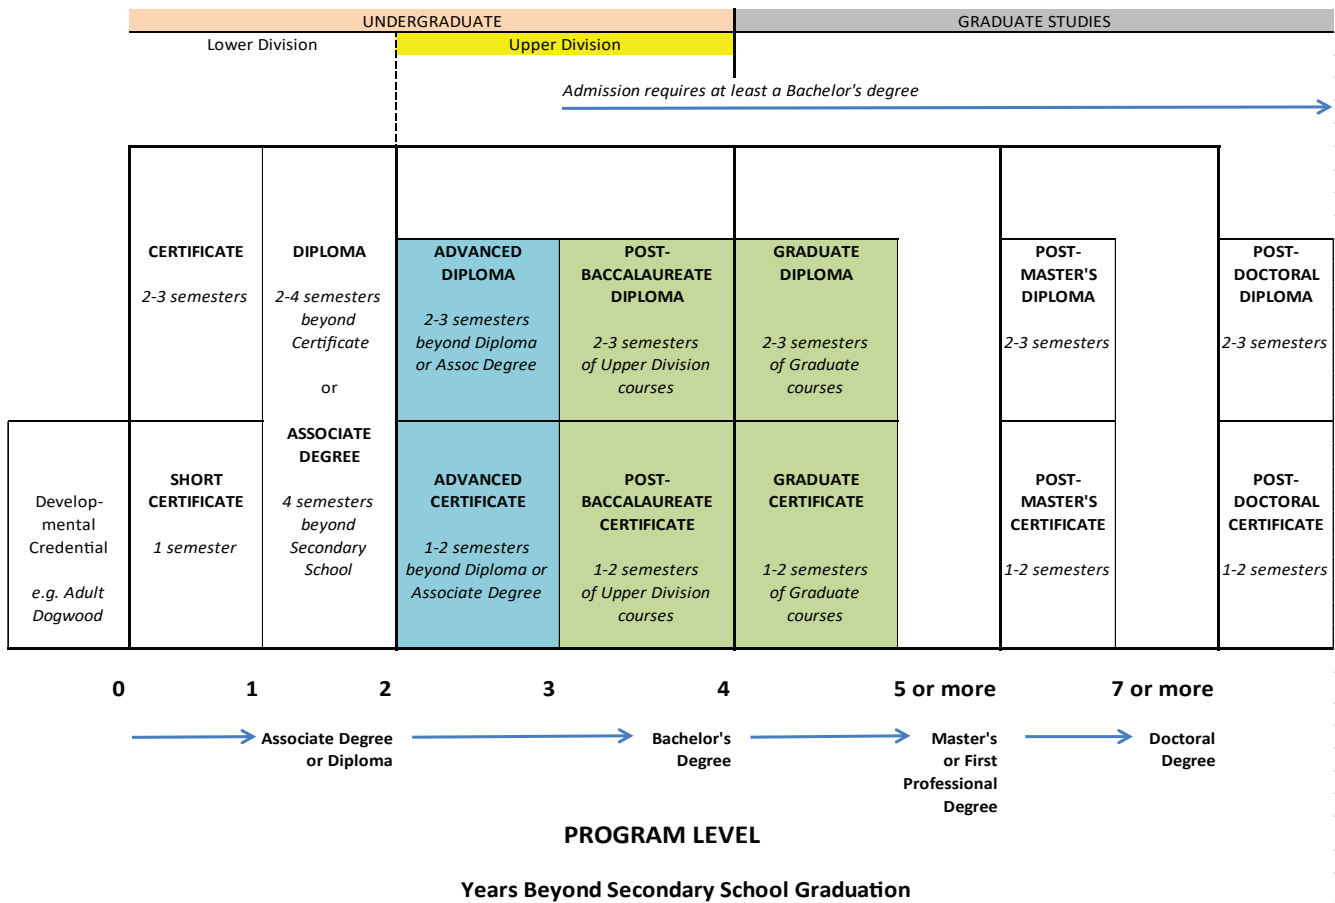 UNDERGRADUATE
GRADUATE STUDIES
Lower Division
Upper Division
Admission requires at least a Bachelor's degree
CERTIFICATE
2-3 semesters
DIPLOMA
2-4 semesters
beyond
Certificate
or
ASSOCIATE
DEGREE
4 semesters
beyond
Secondary
School
ADVANCED
DIPLOMA
2-3 semesters
beyond Diploma
or Assoc Degree
POST-
BACCALAUREATE
DIPLOMA
2-3 semesters
of Upper Division
courses
GRADUATE
DIPLOMA
2-3 semesters
of Graduate
courses
POST-
MASTER'S
DIPLOMA
2-3 semesters
POST-
DOCTORAL
DIPLOMA
2-3 semesters
Develop-
mental
Credential
e.g. Adult
Dogwood
SHORT
CERTIFICATE
1 semester
ADVANCED
CERTIFICATE
1-2 semesters
beyond Diploma or
Associate Degree
POST-
BACCALAUREATE
CERTIFICATE
1-2 semesters
of Upper Division
courses
GRADUATE
CERTIFICATE
1-2 semesters
of Graduate
courses
POST-
MASTER'S
CERTIFICATE
1-2 semesters
POST-
DOCTORAL
CERTIFICATE
1-2 semesters
0
1
2
3
4
5 or more
7 or more
Associate Degree
or Diploma
Bachelor's
Degree
Master's
or First
Professional
Degree
Doctoral
Degree
PROGRAM LEVEL
Years Beyond Secondary School Graduation